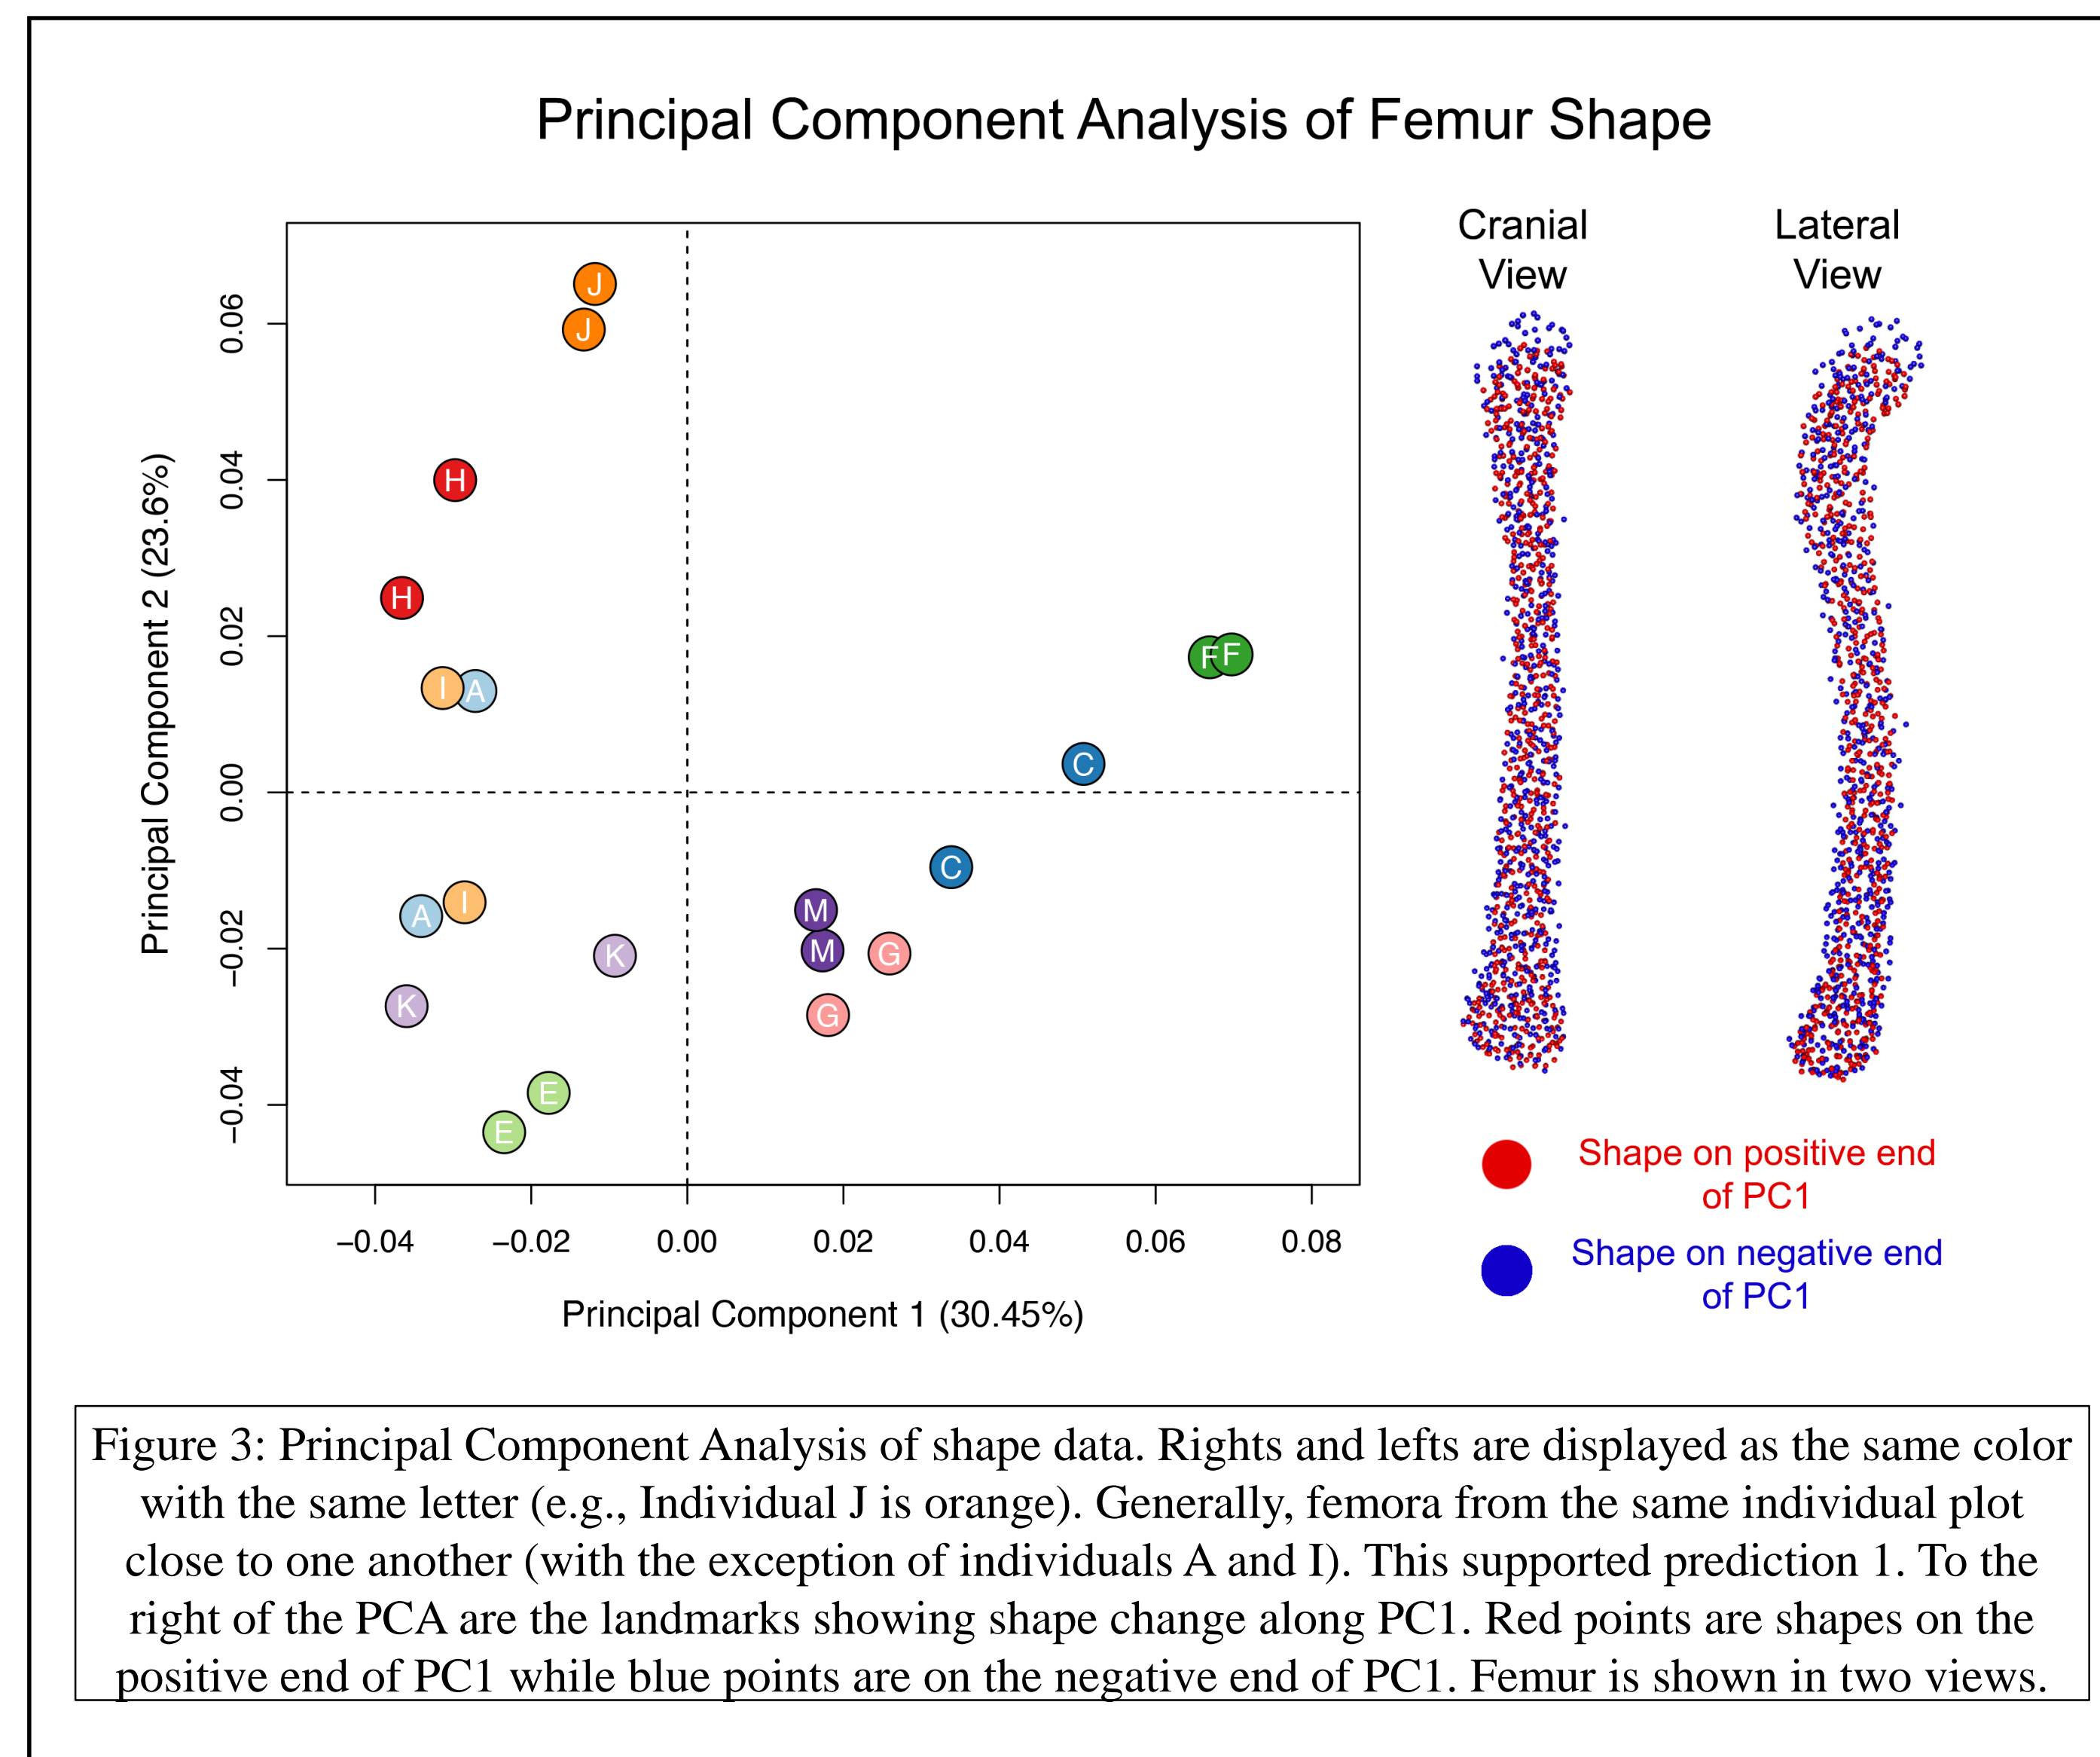 Principal Component Analysis of Femur Shape
Cranial
View
Lateral
View
Principal Component 2 (23.6%)
0.06
0.04
0.02
0.00
−0.02
−0.04
J
J
H
H
I
A
F
F
C
C
A
I
K
K
M
M
G
G
E
E
−0.04
−0.02
0.00
0.02
0.04
0.06
0.08
Principal Component 1 (30.45%)
Shape on positive end
of PC1
Shape on negative end
of PC1
Figure 3: Principal Component Analysis of shape data. Rights and lefts are displayed as the same color
with the same letter (e.g., Individual J is orange). Generally, femora from the same individual plot
close to one another (with the exception of individuals A and I). This supported prediction 1. To the
right of the PCA are the landmarks showing shape change along PC1. Red points are shapes on the
positive end of PC1 while blue points are on the negative end of PC1. Femur is shown in two views.